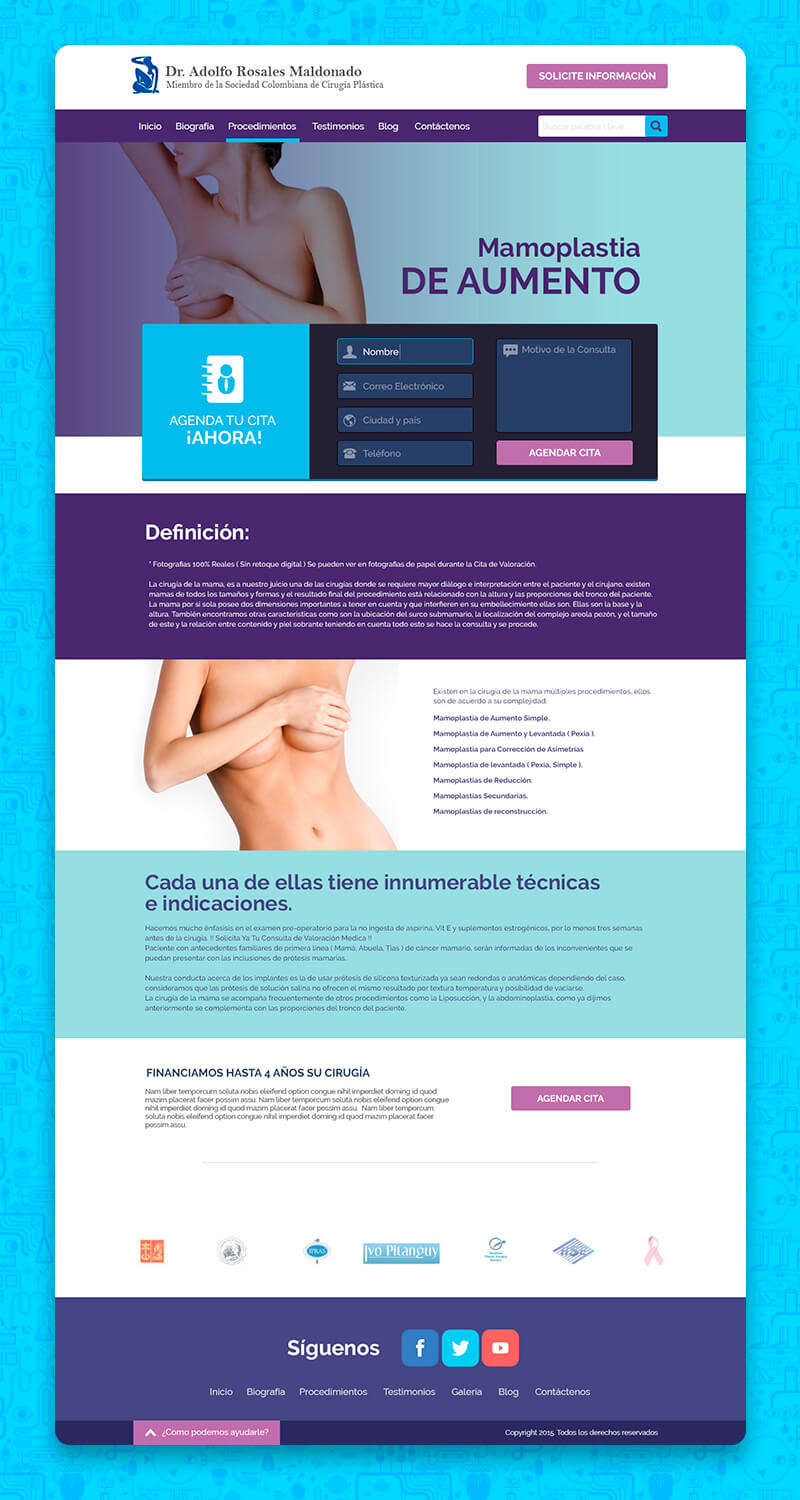 Dr. Adolfo Rosales Maldonado
Miembro de la Sociedad Colombiana de Cirugía Plástica
SOLICITE INFORMACIÓN
Inicio Biografía Procedimientos Testimonios Blog Contáctenos
Buscar palabra clave...
Mamoplastia
DE AUMENTO
AGENDA TU CITA
¡AHORA!
Nombre
Correo Electrónico
Ciudad y país
Teléfono
Motivo de la Consulta
AGENDAR CITA
Definición:
* Fotografias 100% Reales ( Sin retoque digital ) Se pueden ver en fotografias de papel durante la Cita de Valoración.
La cirugía de la mama, es a nuestro juicio una de las cirugías donde se requiere mayor diálogo e interpretación entre el paciente y el cirujano. existen
mamas de todos los tamaños y formas y el resultado final del procedimiento está relacionado con la altura y las proporciones del tronco del paciente.
La mama por si sola posee dos dimensiones importantes a tener en cuenta y que interfieren en su embellecimiento ellas son. Ellas son la base y la
altura. También encontramos otras características como son la ubicación del surco submamario, la localización del complejo areola pezón, y el tamaño
de este y la relación entre contenido y piel sobrante teniendo en cuenta todo esto se hace la consulta y se procede.
Existen en la cirugía de la mama múltiples procedimientos, ellos
son de acuerdo a su complejidad:
Mamoplastia de Aumento Simple.
Mamoplastia de Aumento y Levantada ( Pexia ).
Mamoplastia para Corrección de Asimetrías
Mamoplastia de levantada ( Pexia, Simple ).
Mamoplastias de Reducción.
Mamoplastias Secundarias.
Mamoplastias de reconstrucción.
Cada una de ellas tiene innumerable técnicas
e indicaciones.
Hacemos mucho énfasisis en el examen pre-operatorio para la no ingesta de aspirina, Vit E y suplementos estrogénicos, por lo menos tres semanas
antes de la cirugía. !! Solicita Ya Tu Consulta de Valoración Medica !!
Paciente con antecedentes familiares de primera línea ( Mamá, Abuela, Tías ) de cáncer mamario, serán informadas de los inconvenientes que se
puedan presentar con las inclusiones de prótesis mamarias.
Nuestra conducta acerca de los implantes es la de usar prótesis de silicona texturizada ya sean redondas o anatómicas dependiendo del caso,
consideramos que las prótesis de solución salina no ofrecen el mismo resultado por textura temperatura y posibilidad de vaciarse.
La cirugía de la mama se acompaña frecuentemente de otros procedimientos como la Liposucción, y la abdominoplastia, como ya dijimos
anteriormente se complementa con las proporciones del tronco del paciente.
FINANCIAMOS HASTA 4 AÑOS SU CIRUGÍA
Nam liber temporcum soluta nobis eleifend option congue nihil imperdiet doming id quod
mazim placerat facer possim assu. Nam liber temporcum soluta nobis eleifend option congue
nihil imperdiet doming id quod mazim placerat facer possim assu. Nam liber temporcum
soluta nobis eleifend option congue nihil imperdiet doming id quod mazim placerat facer
possim assu.
AGENDAR CITA
IPRAS
Ivo Pitanguy
Síguenos
Inicio Biografía Procedimientos Testimonios Galería Blog Contáctenos
¿Como podemos ayudarle?
Copyright 2015. Todos los derechos reservados